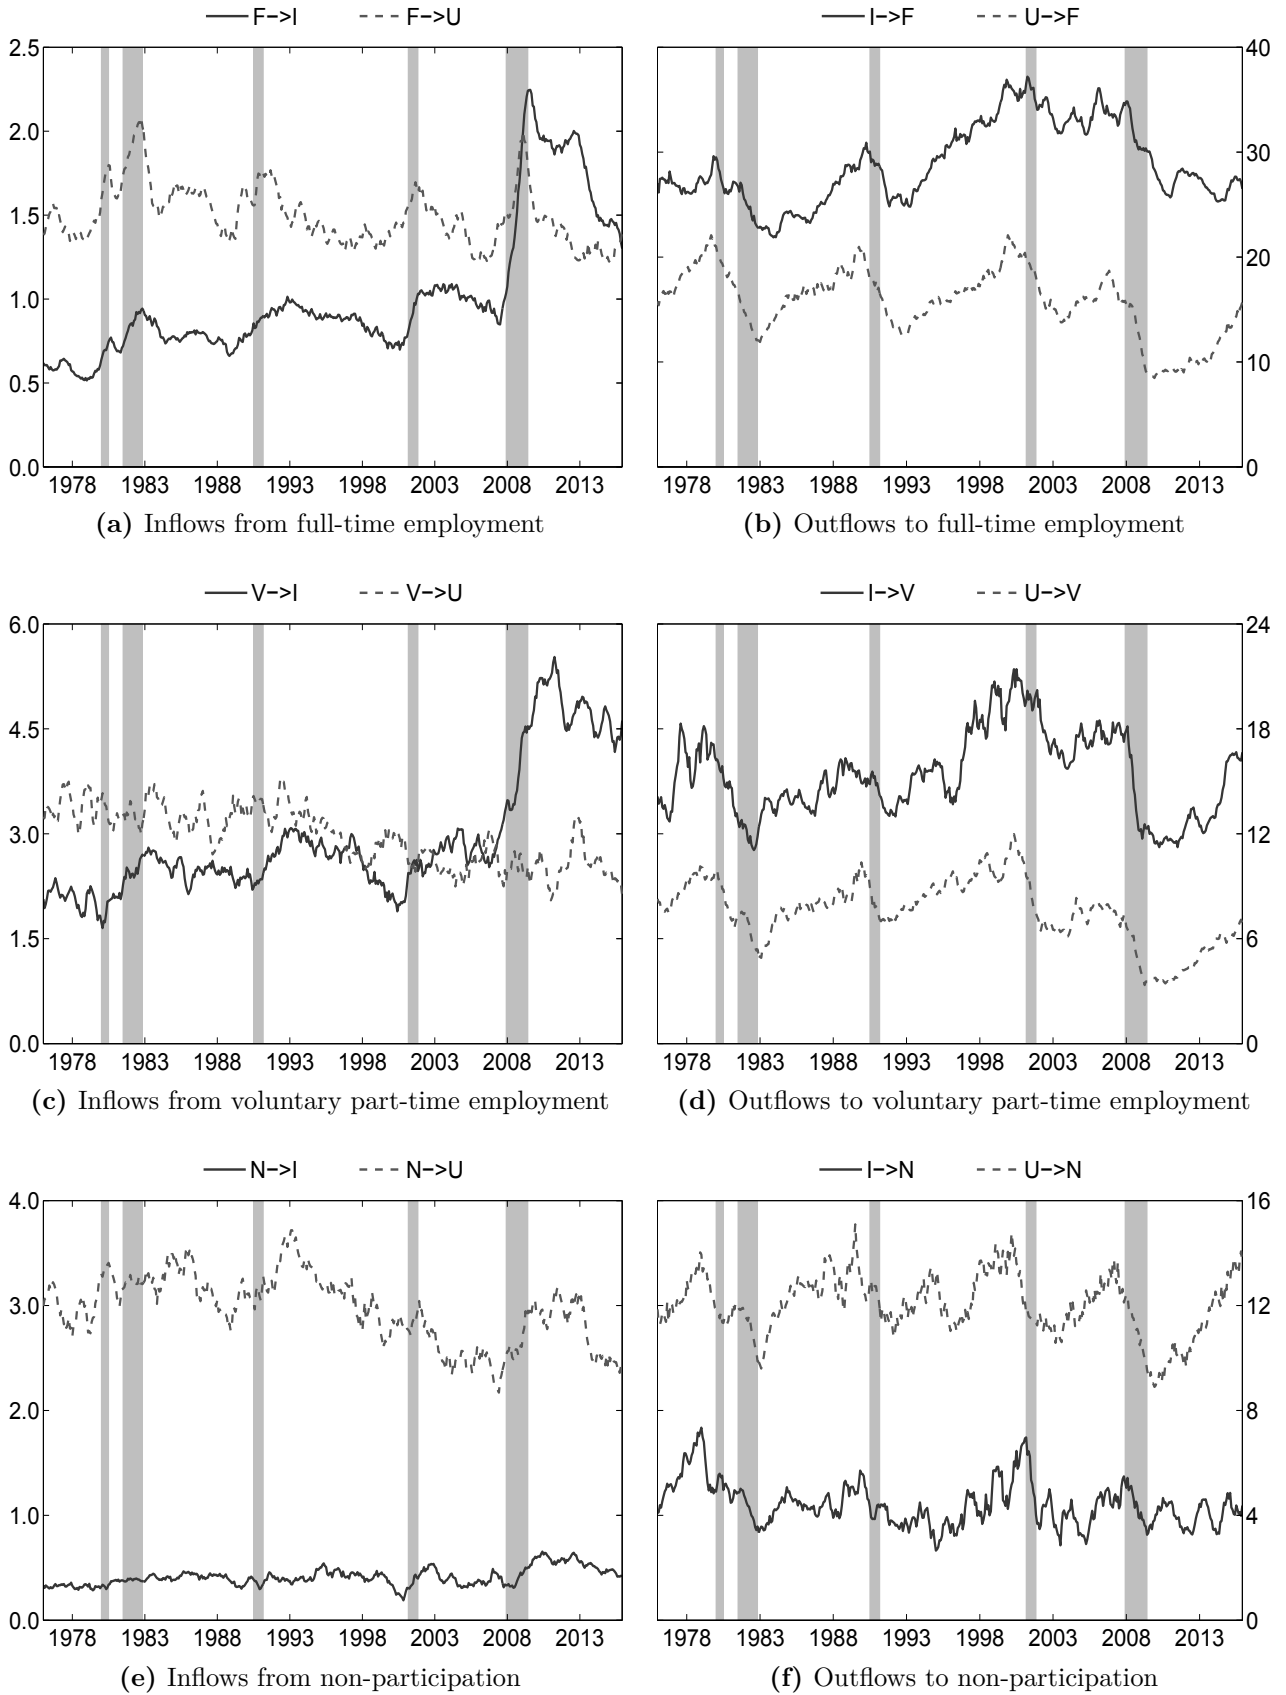 F−>I F−>U
I−>F U−>F
2.5
2.0
1.5
1.0
0.5
0.0
40
30
20
10
0
1978 1983 1988 1993 1998 2003 2008 2013
1978 1983 1988 1993 1998 2003 2008 2013
(a) Inflows from full-time employment
(b) Outflows to full-time employment
V−>I V−>U
I−>V U−>V
6.0
4.5
3.0
1.5
0.0
24
18
12
6
0
1978 1983 1988 1993 1998 2003 2008 2013
1978 1983 1988 1993 1998 2003 2008 2013
(c) Inflows from voluntary part-time employment
(d) Outflows to voluntary part-time employment
N−>I N−>U
I−>N U−>N
4.0
3.0
2.0
1.0
0.0
16
12
8
4
0
1978 1983 1988 1993 1998 2003 2008 2013
1978 1983 1988 1993 1998 2003 2008 2013
(e) Inflows from non-participation
(f) Outflows to non-participation